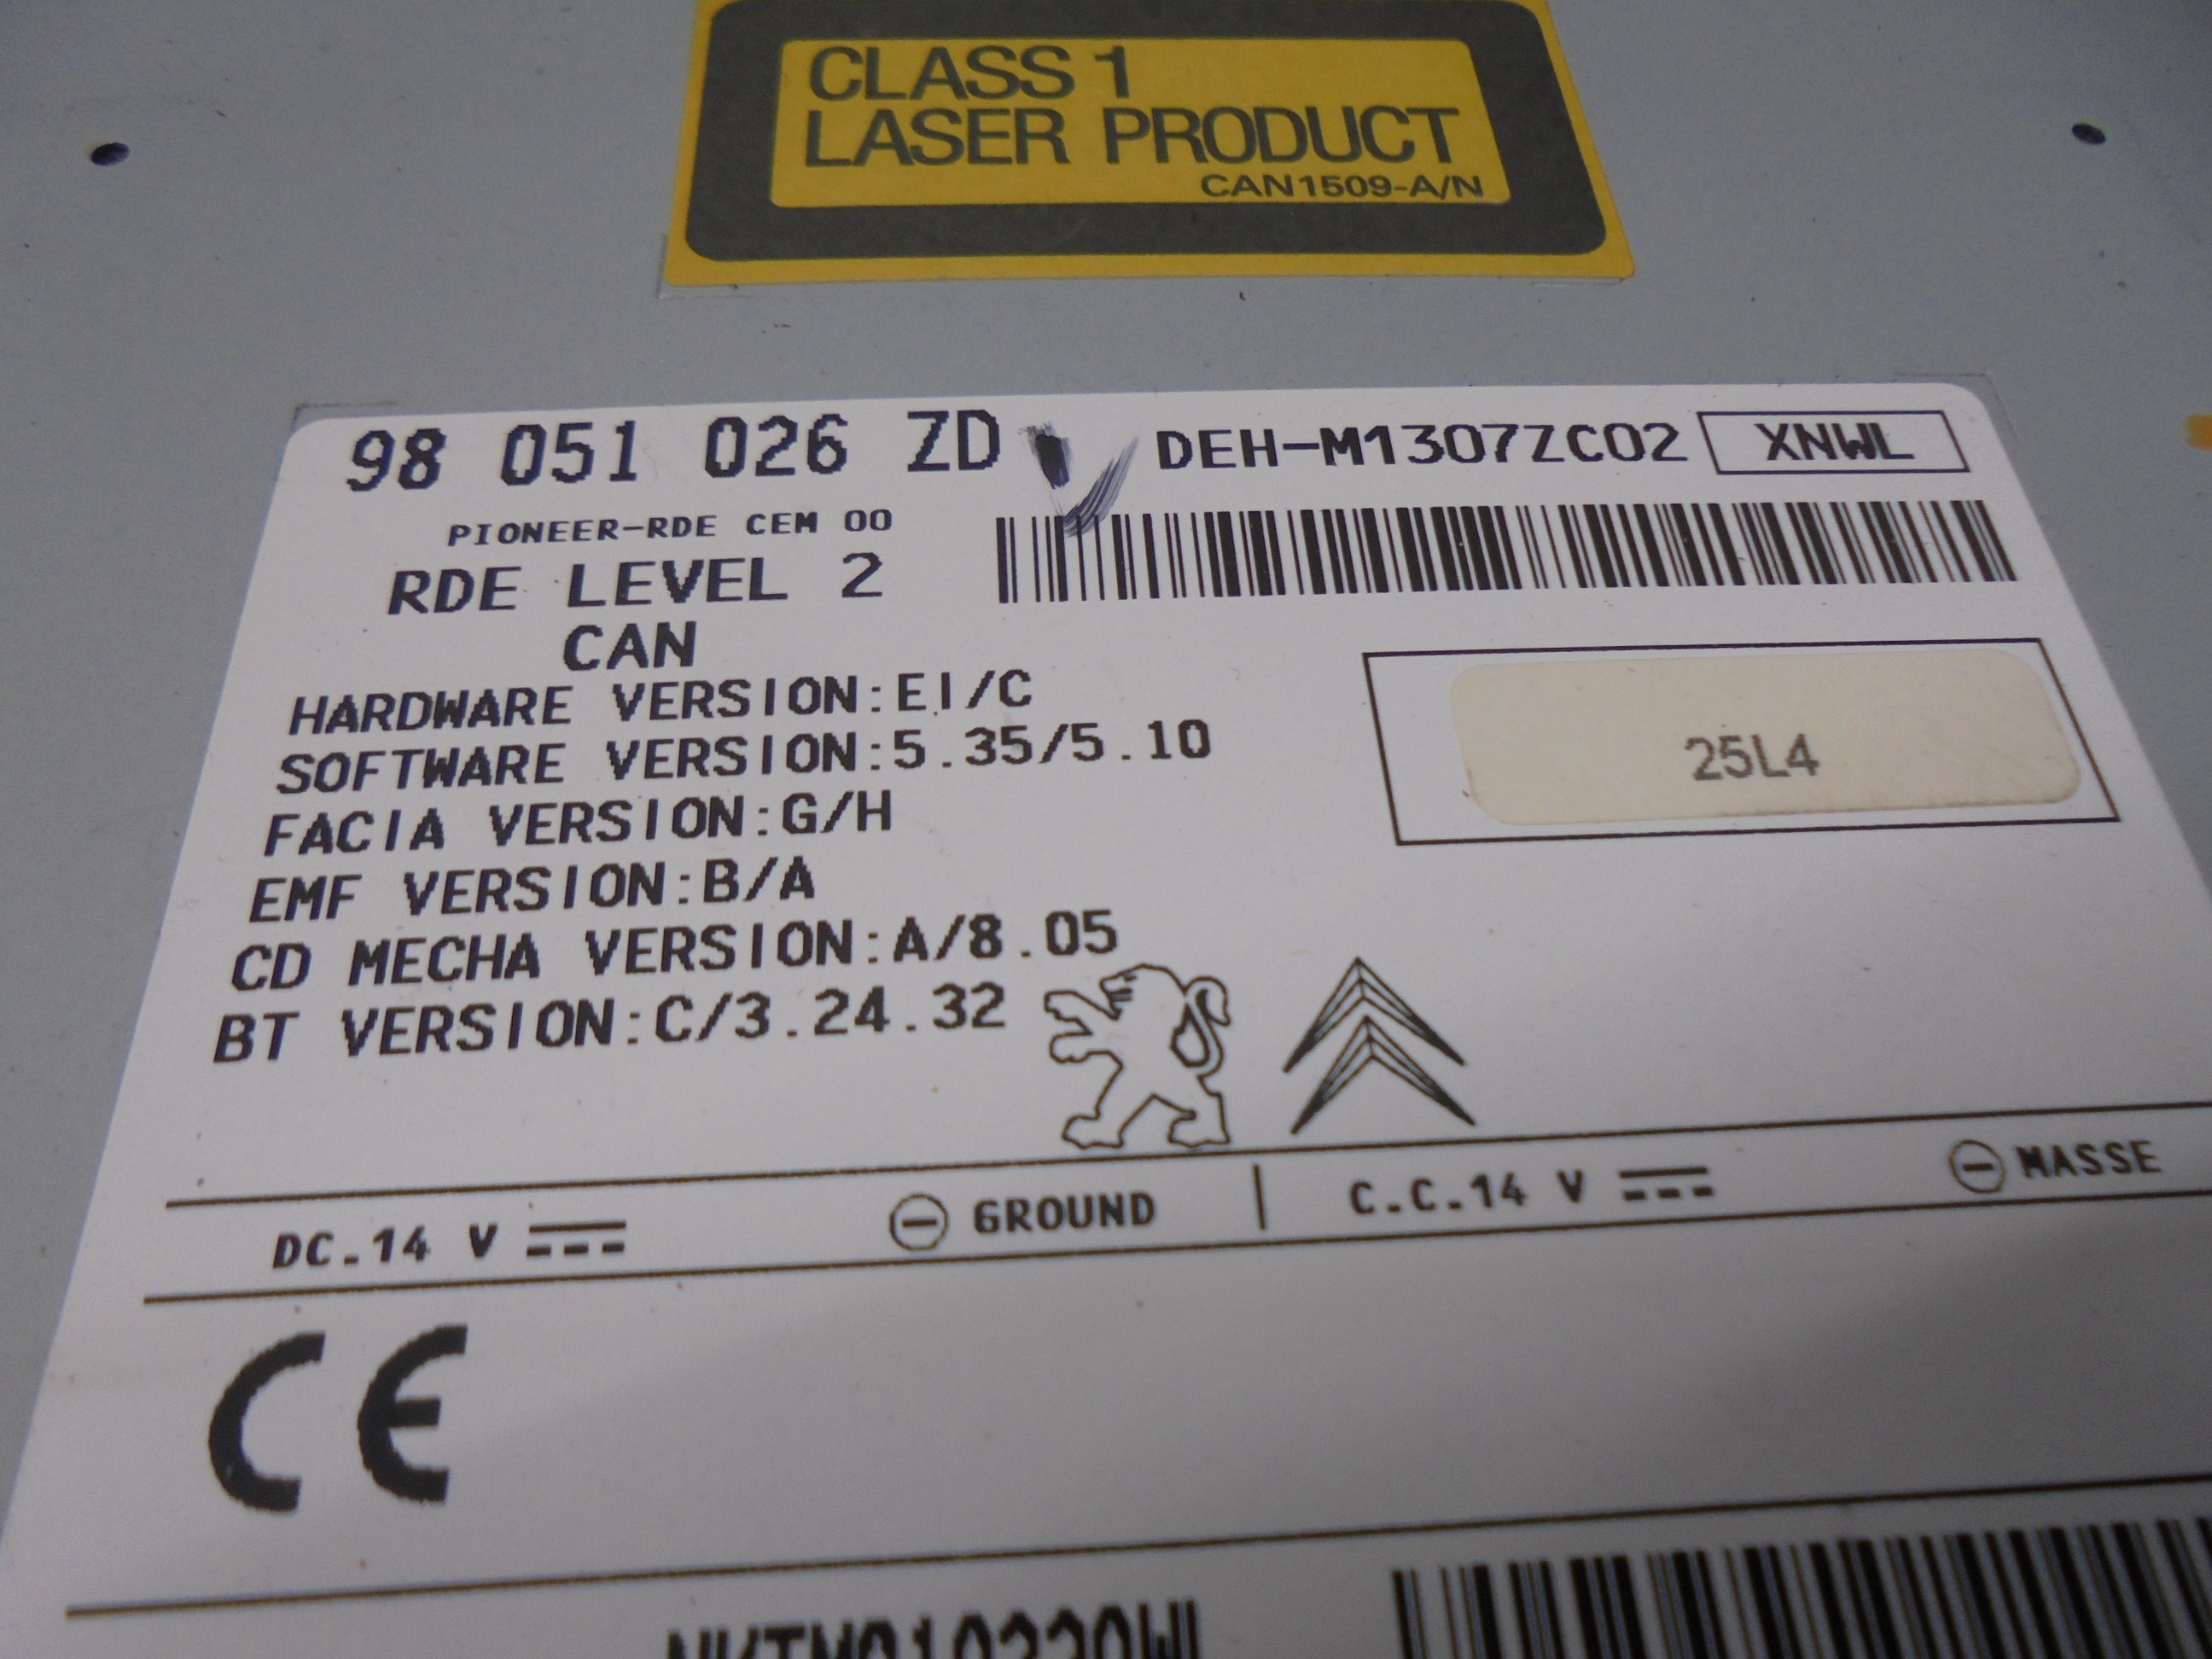 CLASS 1
LASER PRODUCT
CAN1509-A/N
98 051 026 ZD
DEH-M1307ZC02 XNWL
PIONEER-RDE CEM 00
RDE LEVEL 2
CAN
HARDWARE VERSION:EI/C
SOFTWARE VERSION:5.35/5.10
FACIA VERSION:G/H
EMF VERSION:B/A
CD MECHA VERSION:A/8.05
BT VERSION:C/3.24.32
25L4
DC.14 V
GROUND
C.C.14 V
MASSE
CE